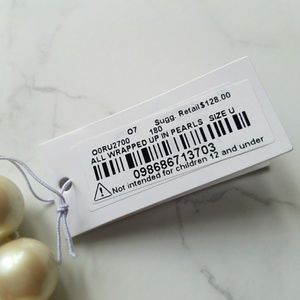 O7 Sugg. Retail$128.00
O0RU2700 180
ALL WRAPPED UP IN PEARLS SIZE U
098686713703
Not intended for children 12 and under